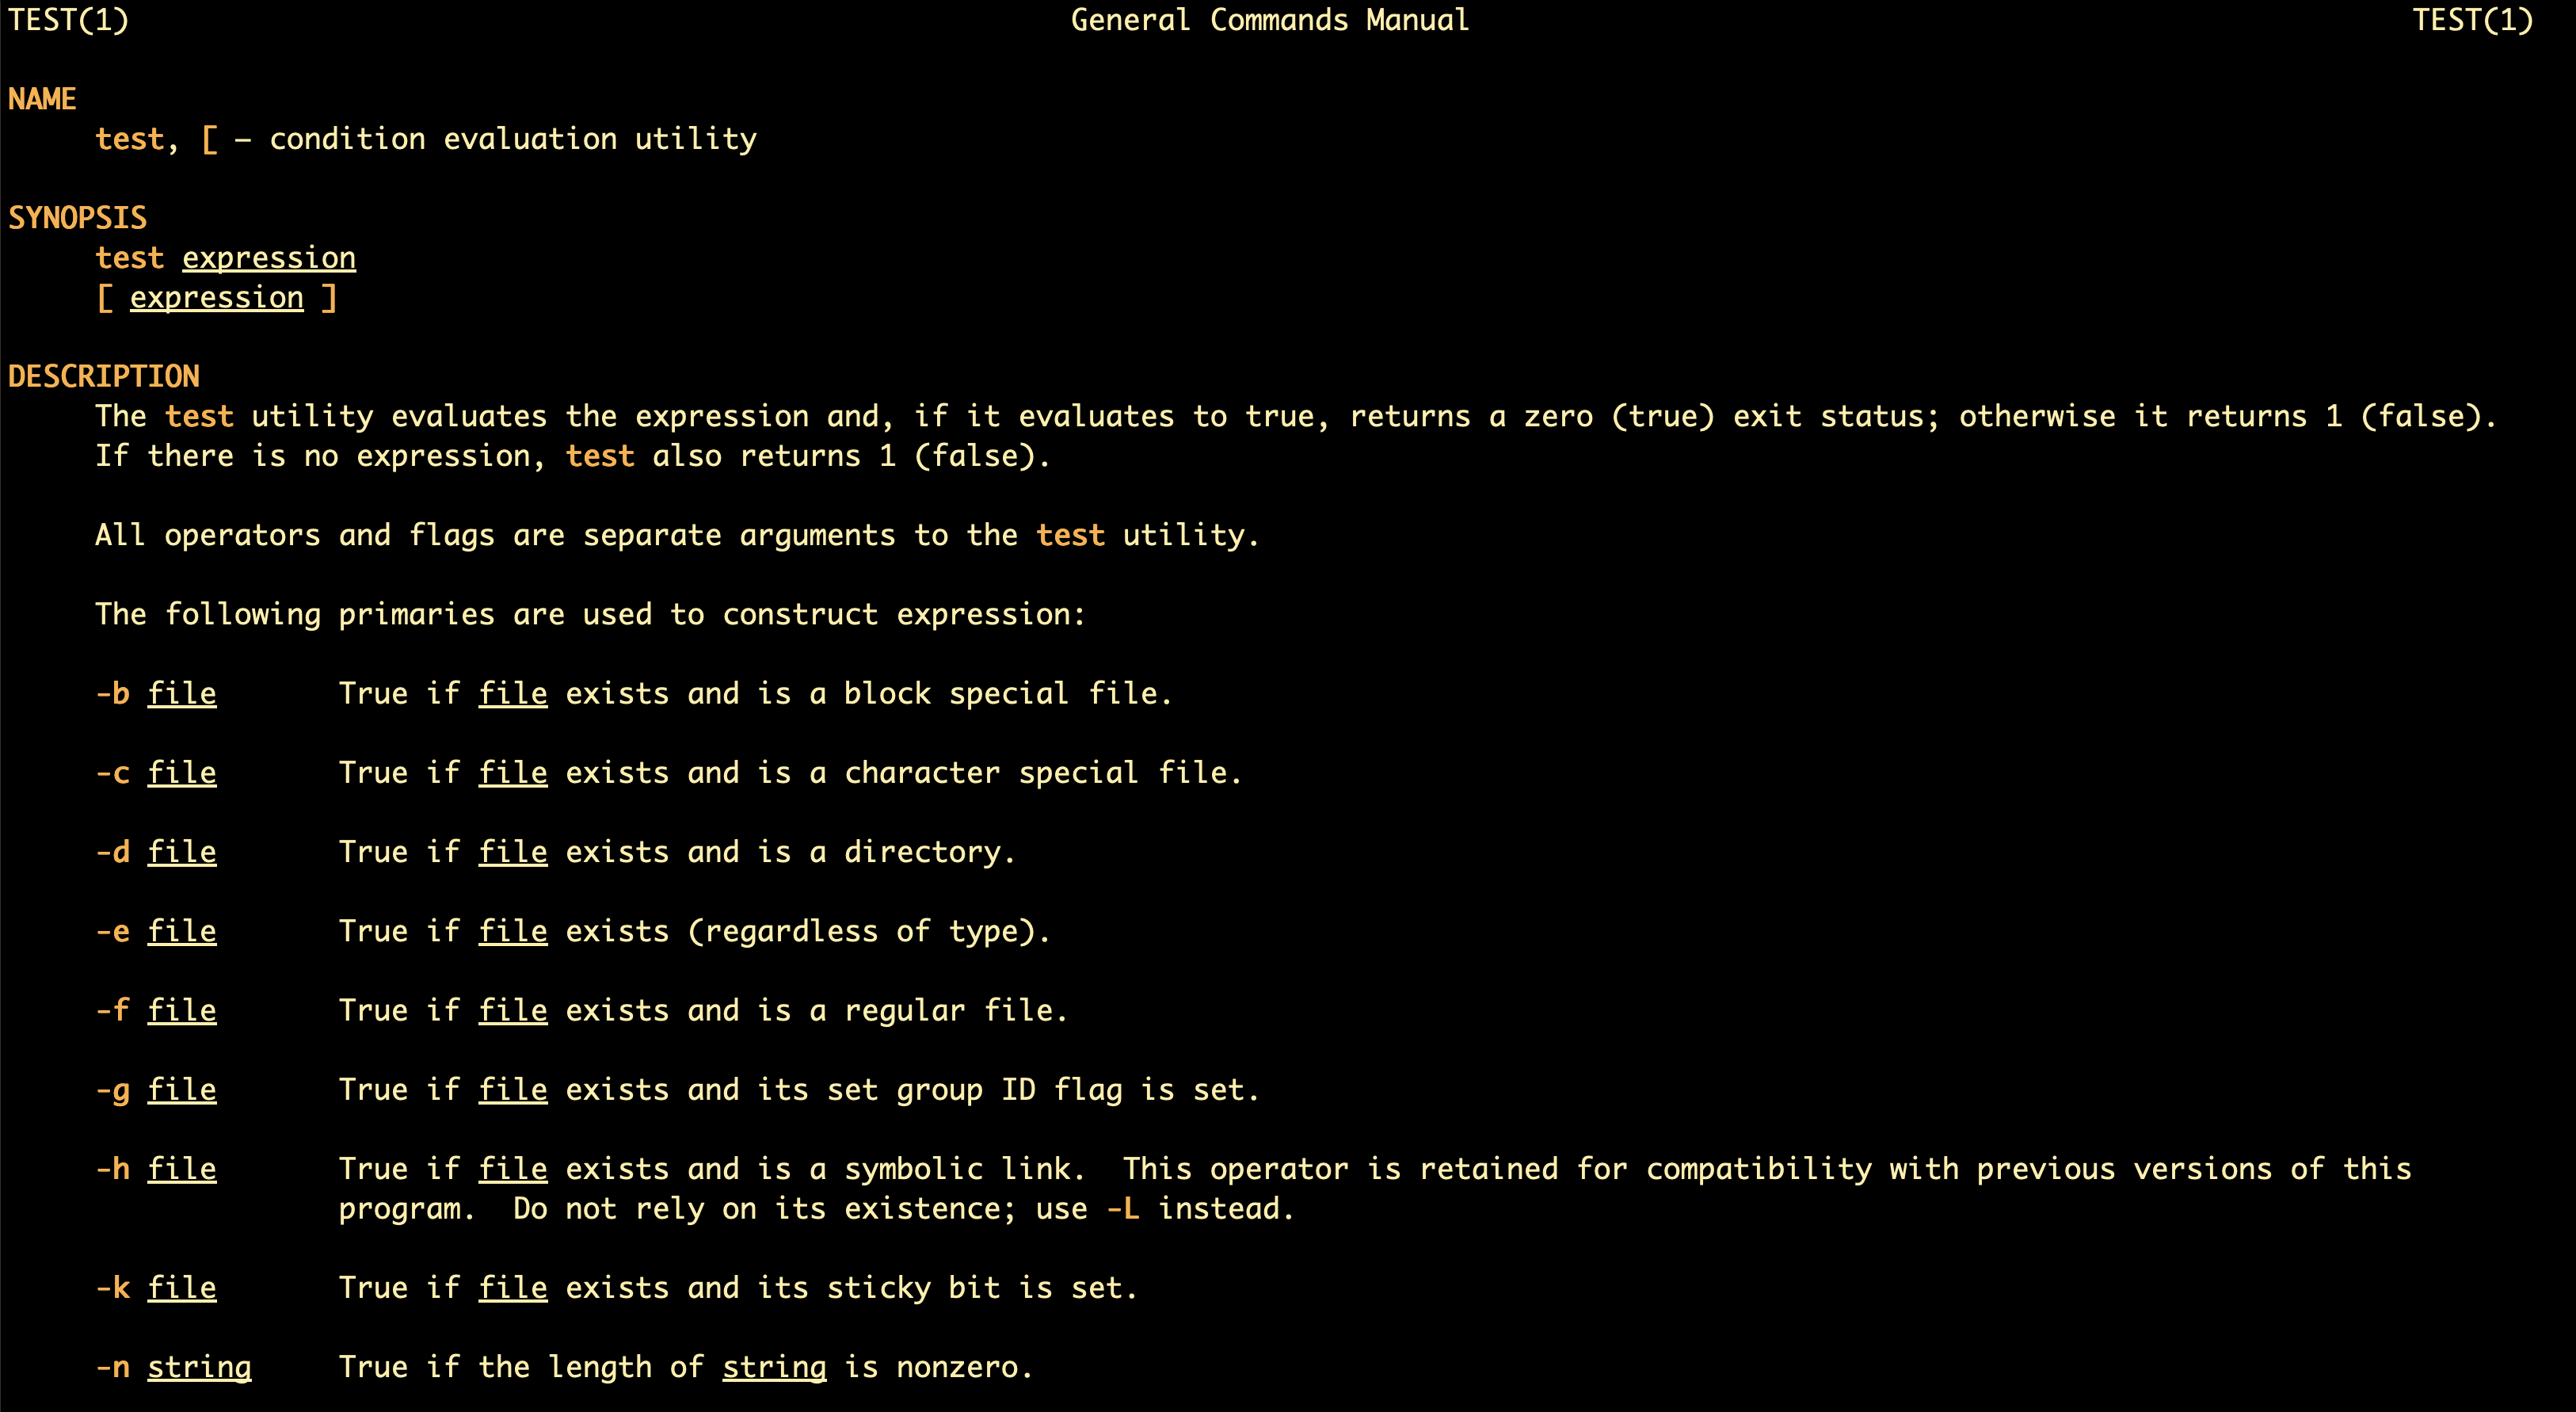 TEST(1) General Commands Manual TEST(1)
NAME
test, [ – condition evaluation utility
SYNOPSIS
test expression
[ expression ]
DESCRIPTION
The test utility evaluates the expression and, if it evaluates to true, returns a zero (true) exit status; otherwise it returns 1 (false).
If there is no expression, test also returns 1 (false).
All operators and flags are separate arguments to the test utility.
The following primaries are used to construct expression:
-b file True if file exists and is a block special file.
-c file True if file exists and is a character special file.
-d file True if file exists and is a directory.
-e file True if file exists (regardless of type).
-f file True if file exists and is a regular file.
-g file True if file exists and its set group ID flag is set.
-h file True if file exists and is a symbolic link.  This operator is retained for compatibility with previous versions of this
program.  Do not rely on its existence; use -L instead.
-k file True if file exists and its sticky bit is set.
-n string True if the length of string is nonzero.